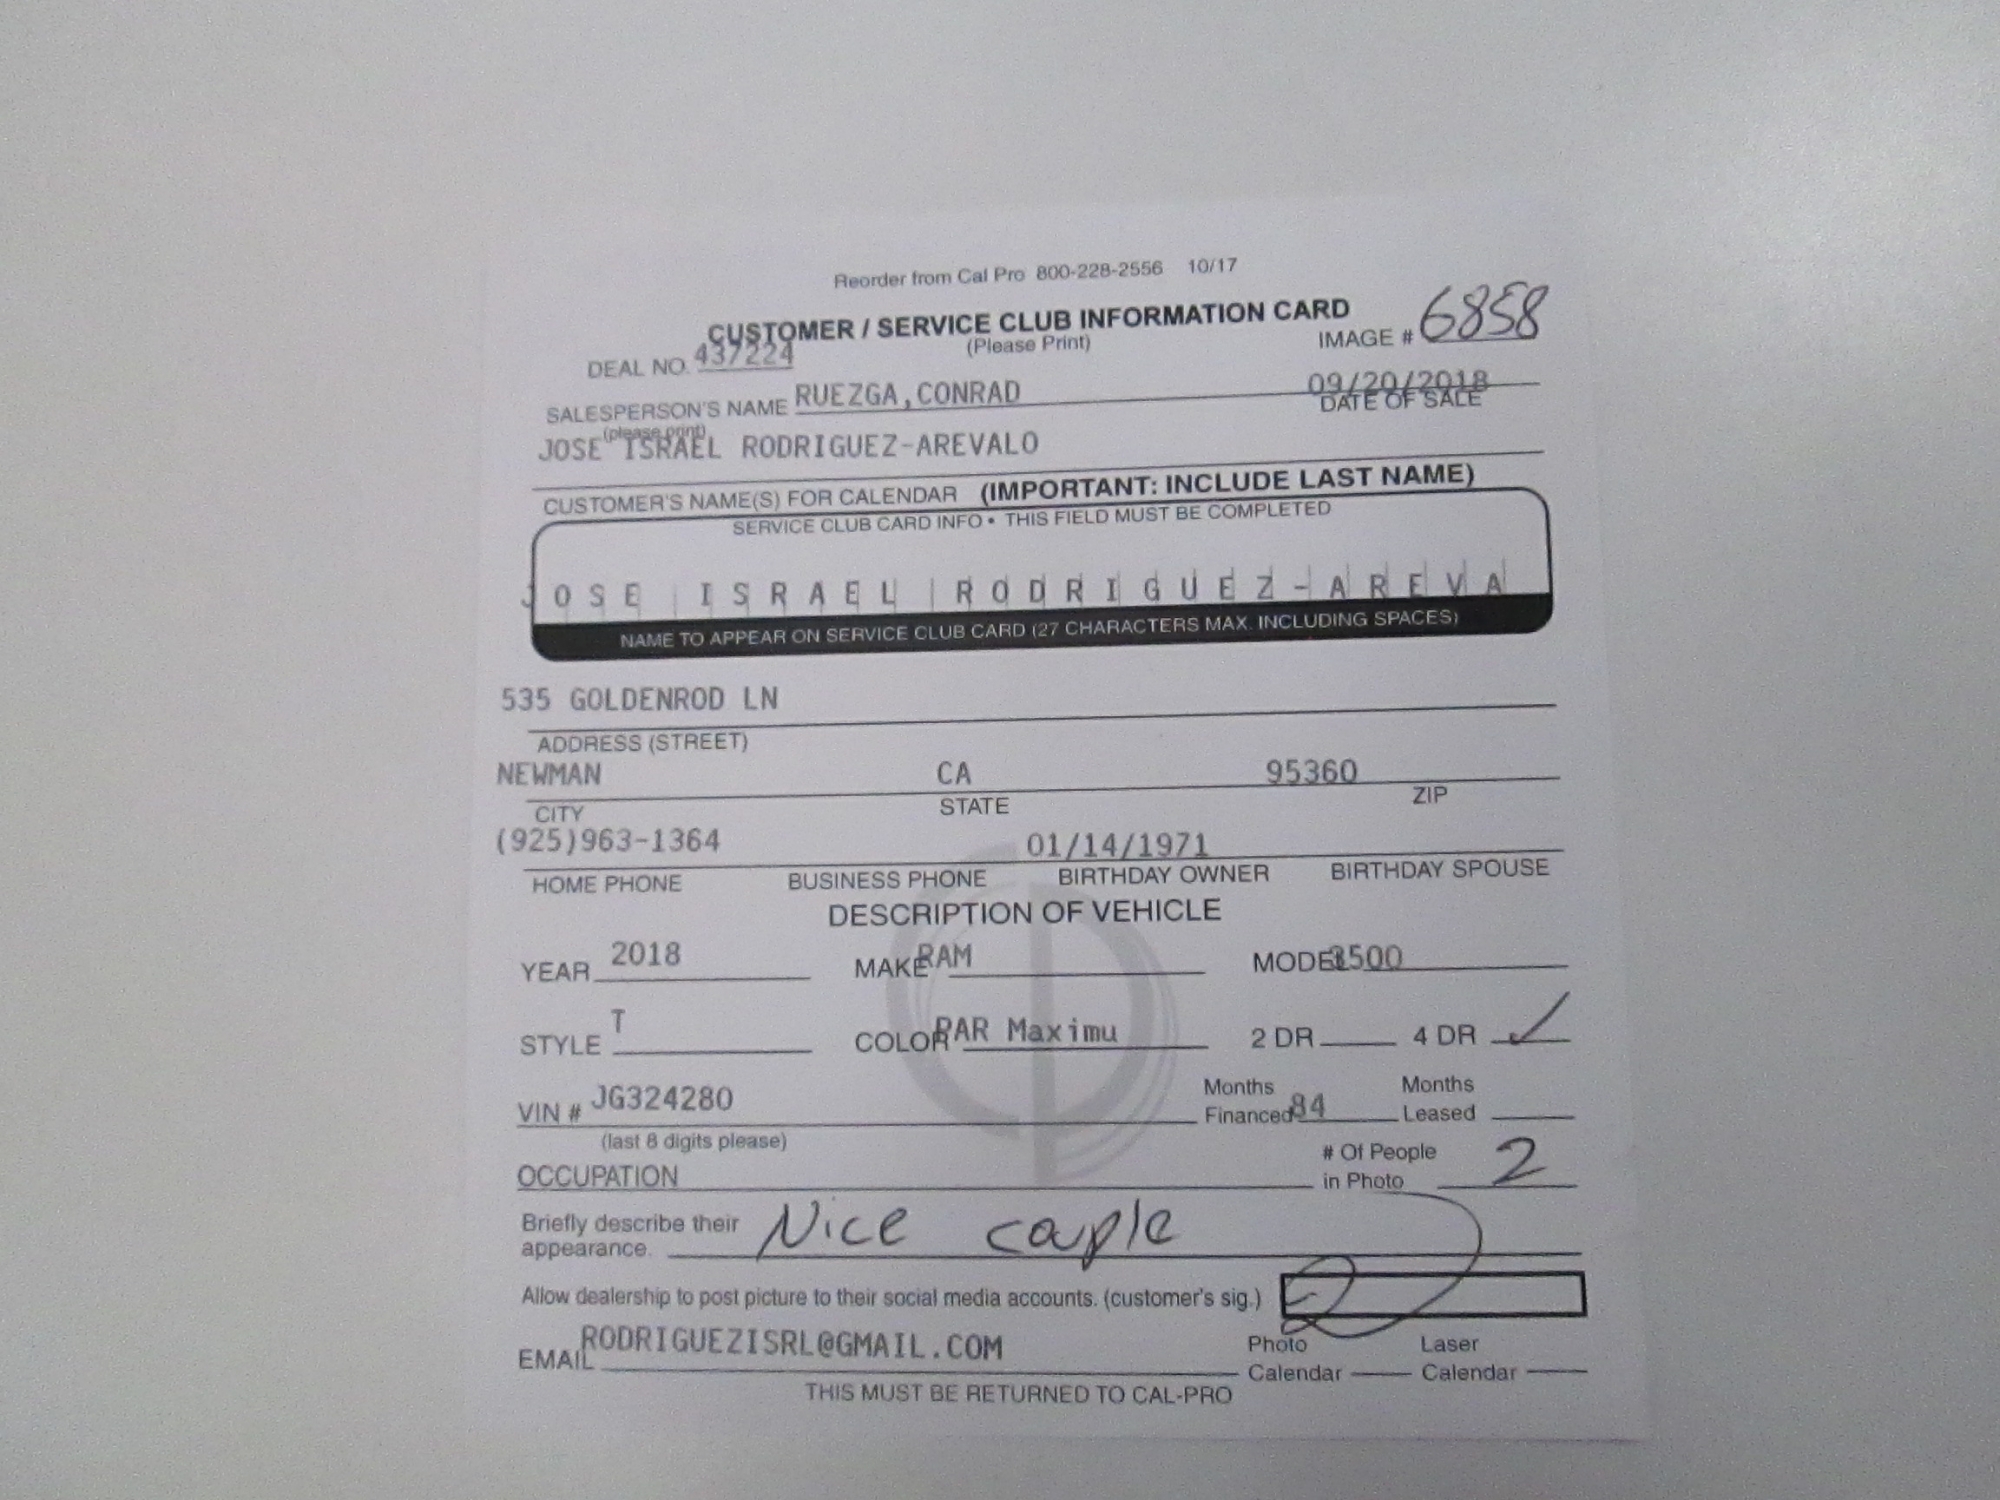 Reorder from Cal Pro 800-228-2556 10/17
CUSTOMER / SERVICE CLUB INFORMATION CARD
(Please Print)
IMAGE # 6858
DEAL NO. 437224
SALESPERSON'S NAME RUEZGA,CONRAD 09/20/2018
(please print) DATE OF SALE
JOSE ISRAEL RODRIGUEZ-AREVALO
CUSTOMER'S NAME(S) FOR CALENDAR (IMPORTANT: INCLUDE LAST NAME)
SERVICE CLUB CARD INFO • THIS FIELD MUST BE COMPLETED
JOSE ISRAEL RODRIGUEZ-AREVA
NAME TO APPEAR ON SERVICE CLUB CARD (27 CHARACTERS MAX. INCLUDING SPACES)
535 GOLDENROD LN
ADDRESS (STREET)
NEWMAN CA 95360
CITY STATE ZIP
(925)963-1364 01/14/1971
HOME PHONE BUSINESS PHONE BIRTHDAY OWNER BIRTHDAY SPOUSE
DESCRIPTION OF VEHICLE
YEAR 2018 MAKE RAM MODEL 3500
STYLE T COLOR PAR Maximu 2 DR 4 DR ✓
VIN # JG324280 Months Financed 84 Months Leased
(last 8 digits please)
OCCUPATION # Of People in Photo 2
Briefly describe their appearance. Nice couple
Allow dealership to post picture to their social media accounts. (customer's sig.)
EMAIL RODRIGUEZISRL@GMAIL.COM Photo Calendar Laser Calendar
THIS MUST BE RETURNED TO CAL-PRO